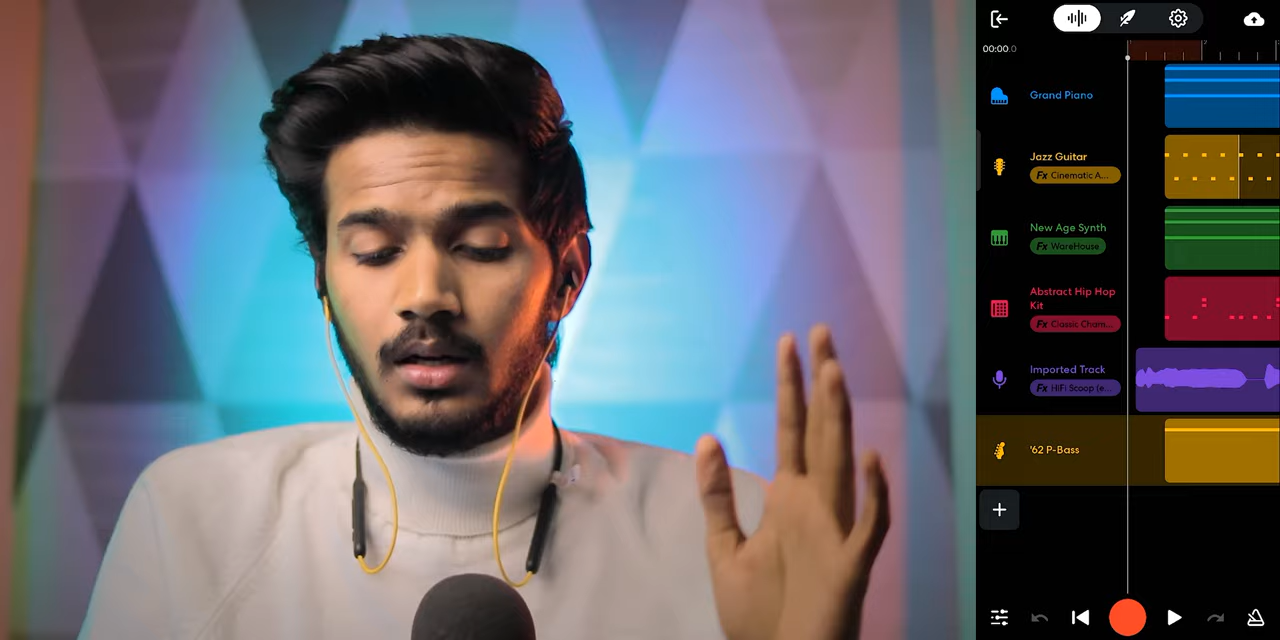 00:00.0
Grand Piano
Jazz Guitar
Fx Cinematic A...
New Age Synth
Fx WareHouse
Abstract Hip Hop
Kit
Fx Classic Cham...
Imported Track
Fx HiFi Scoop (e...
'62 P-Bass